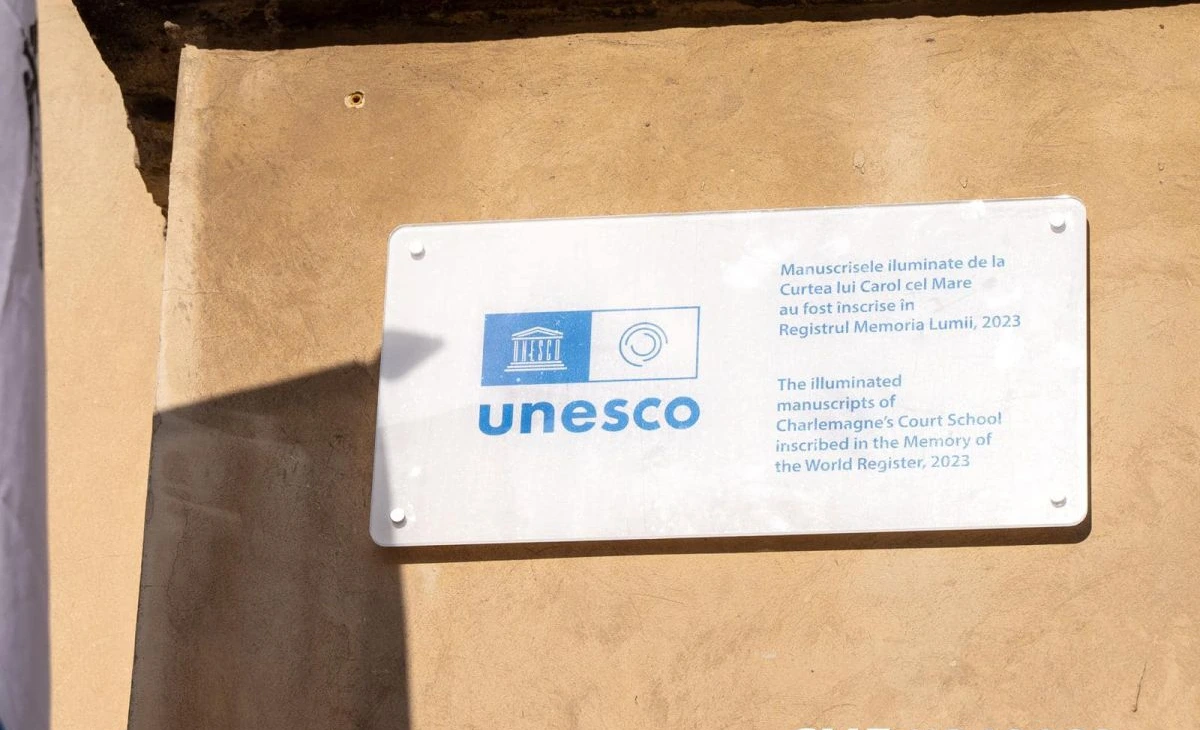 UNESCO
unesco
Manuscrisele iluminate de la
Curtea lui Carol cel Mare
au fost înscrise în
Registrul Memoria Lumii, 2023
The illuminated
manuscripts of
Charlemagne's Court School
inscribed in the Memory of
the World Register, 2023